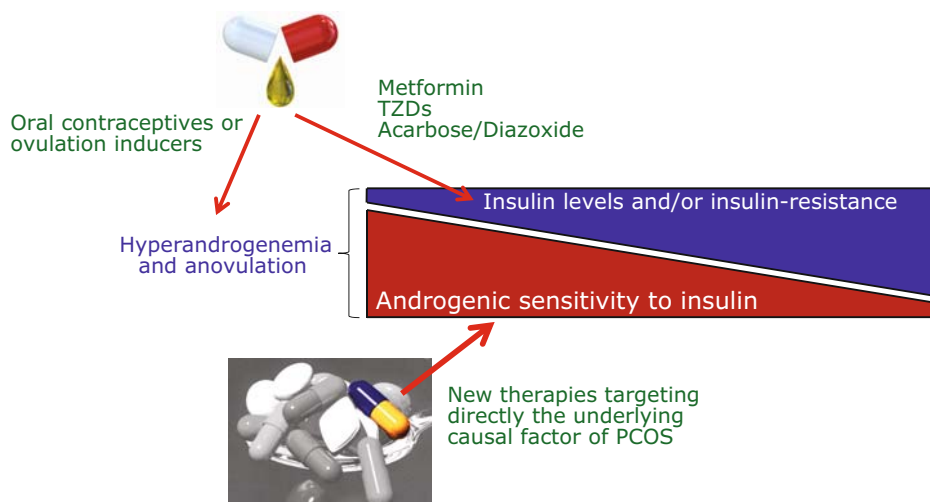 Oral contraceptives or
ovulation inducers
Metformin
TZDs
Acarbose/Diazoxide
Insulin levels and/or insulin-resistance
Hyperandrogenemia
and anovulation
Androgenic sensitivity to insulin
New therapies targeting
directly the underlying
causal factor of PCOS